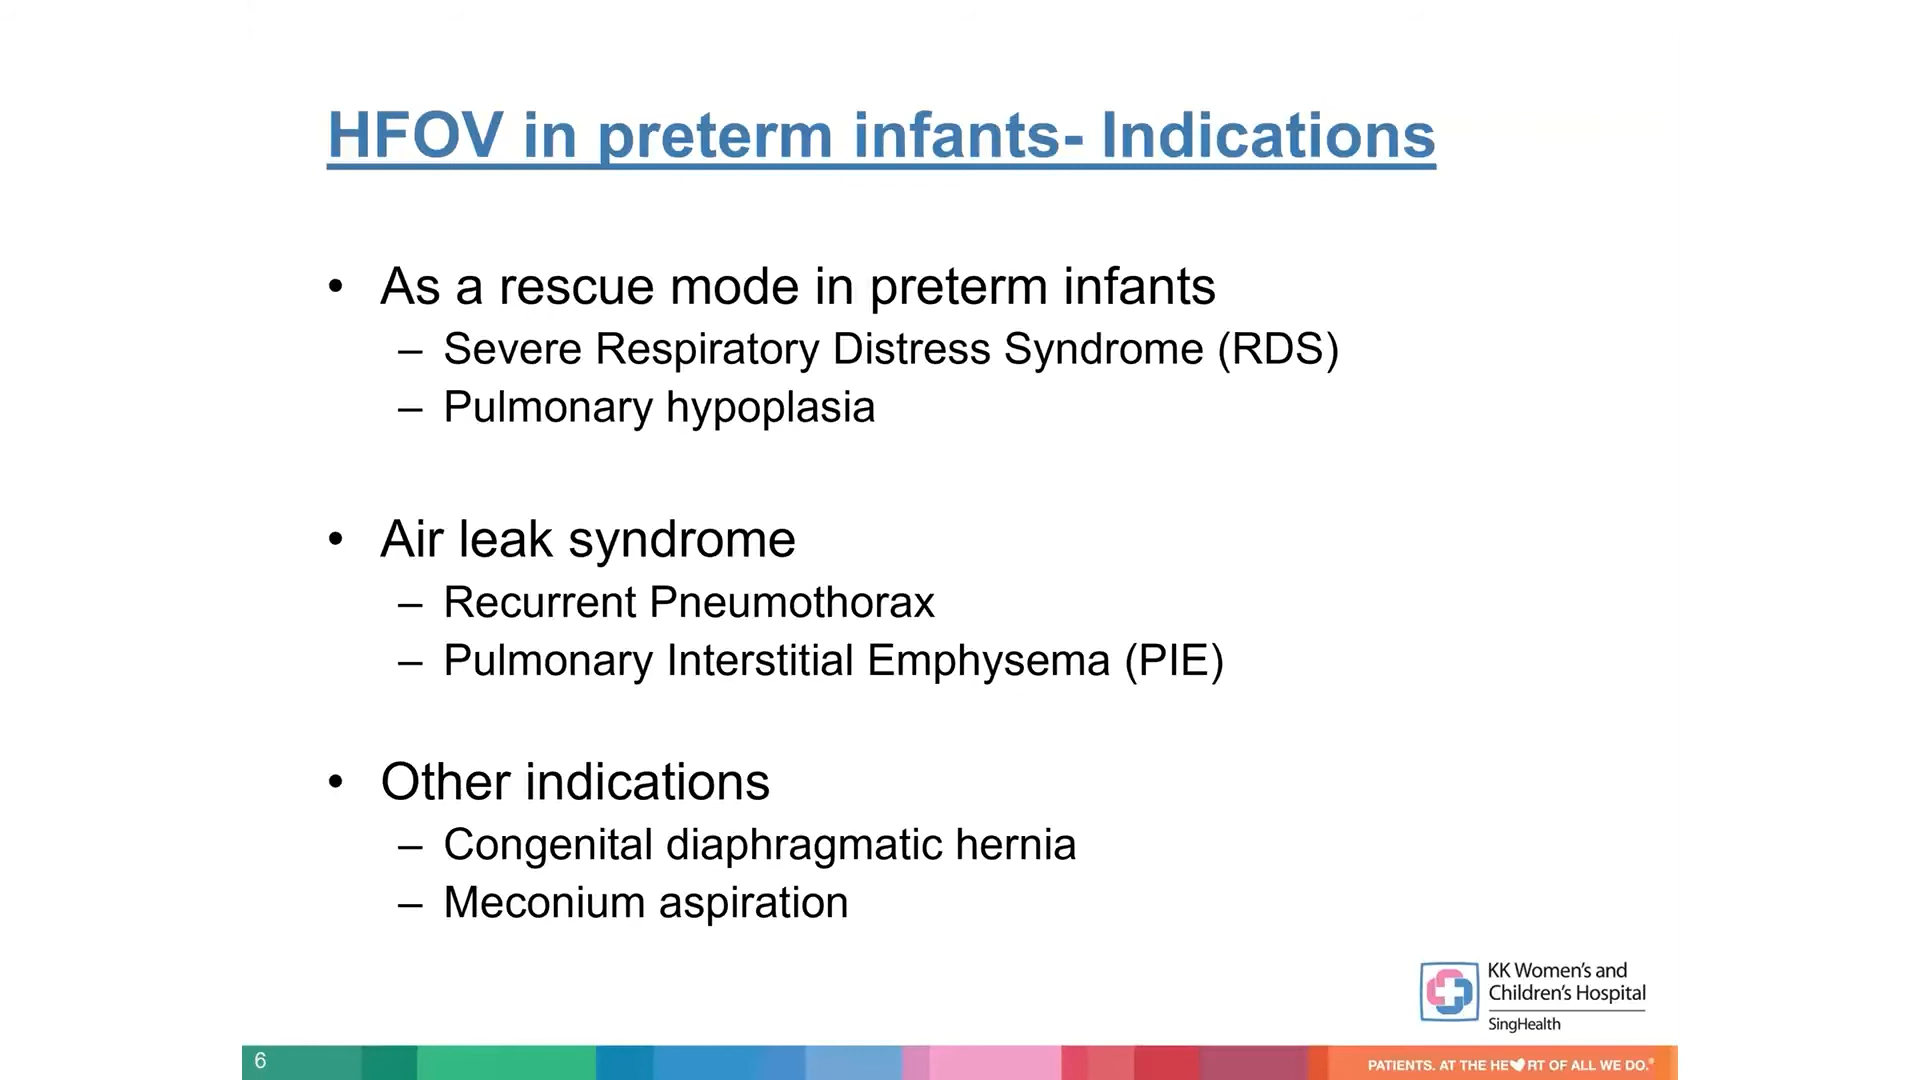 HFOV in preterm infants- Indications
• As a rescue mode in preterm infants
– Severe Respiratory Distress Syndrome (RDS)
– Pulmonary hypoplasia
• Air leak syndrome
– Recurrent Pneumothorax
– Pulmonary Interstitial Emphysema (PIE)
• Other indications
– Congenital diaphragmatic hernia
– Meconium aspiration
KK Women's and
Children's Hospital
SingHealth
6
PATIENTS. AT THE HE♥RT OF ALL WE DO.®